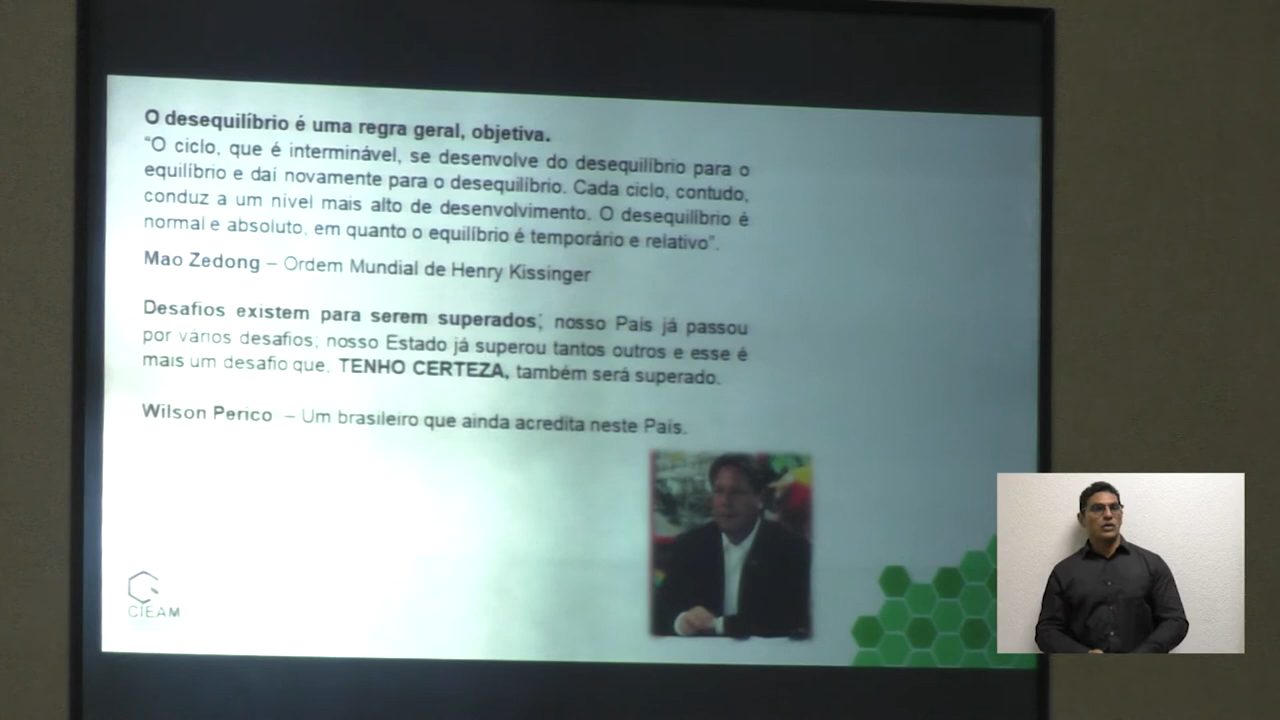 O desequilíbrio é uma regra geral, objetiva.
“O ciclo, que é interminável, se desenvolve do desequilíbrio para o
equilíbrio e daí novamente para o desequilíbrio. Cada ciclo, contudo,
conduz a um nível mais alto de desenvolvimento. O desequilíbrio é
normal e absoluto, em quanto o equilíbrio é temporário e relativo”.
Mao Zedong – Ordem Mundial de Henry Kissinger
Desafios existem para serem superados; nosso País já passou
por vários desafios; nosso Estado já superou tantos outros e esse é
mais um desafio que, TENHO CERTEZA, também será superado.
Wilson Perico – Um brasileiro que ainda acredita neste País.
CIEAM